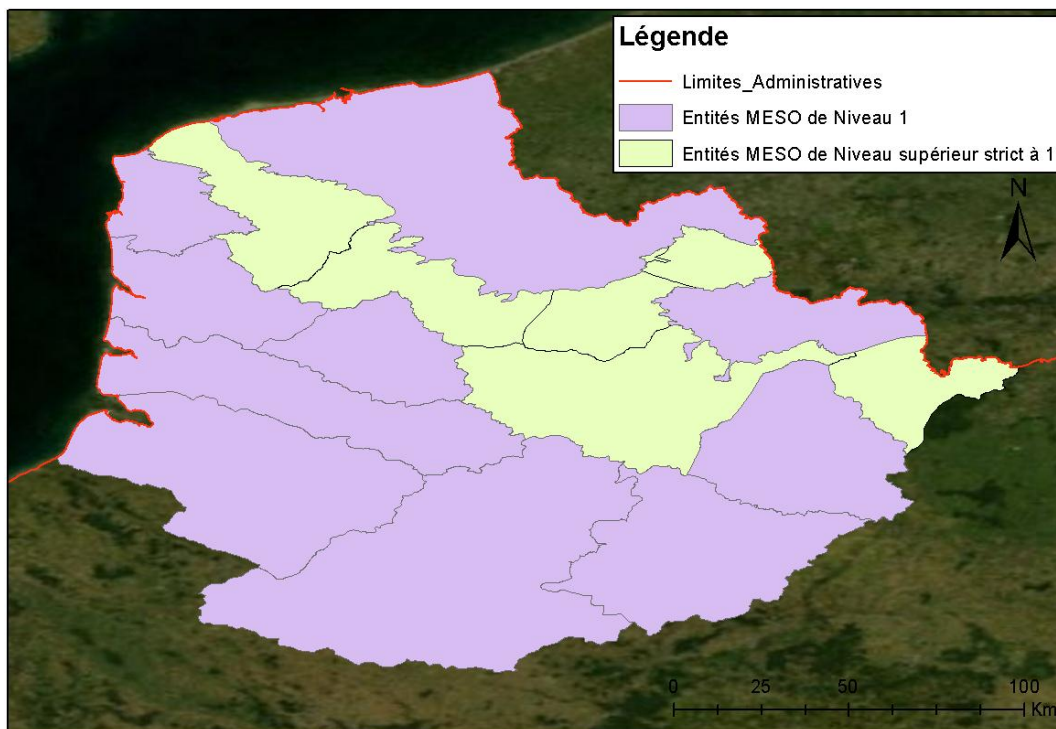 Légende
Limites_Administratives
Entités MESO de Niveau 1
Entités MESO de Niveau supérieur strict à 1
N
0 25 50 100
Km